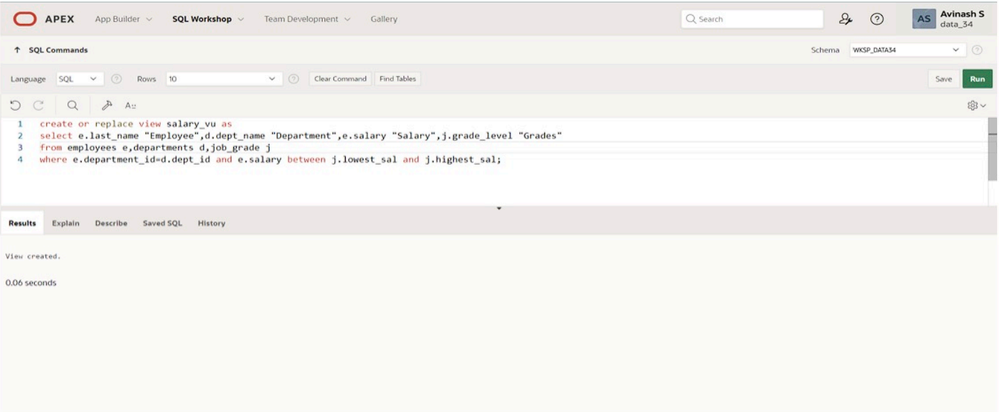 APEX App Builder SQL Workshop Team Development Gallery Search AS Avinash S
data_34
↑ SQL Commands Schema WKSP_DATA34
Language SQL Rows 10 Clear Command Find Tables Save Run
A::
1 create or replace view salary_vu as
2 select e.last_name "Employee",d.dept_name "Department",e.salary "Salary",j.grade_level "Grades"
3 from employees e,departments d,job_grade j
4 where e.department_id=d.dept_id and e.salary between j.lowest_sal and j.highest_sal;
Results Explain Describe Saved SQL History
View created.
0.06 seconds